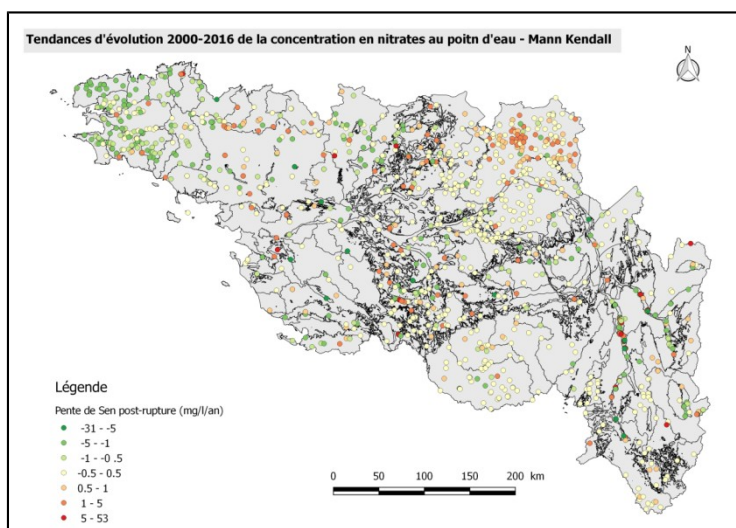 Tendances d'évolution 2000-2016 de la concentration en nitrates au poitn d'eau - Mann Kendall
N
Légende
Pente de Sen post-rupture (mg/l/an)
-31 - -5
-5 - -1
-1 - -0 .5
-0.5 - 0.5
0.5 - 1
1 - 5
5 - 53
0 50 100 150 200 km